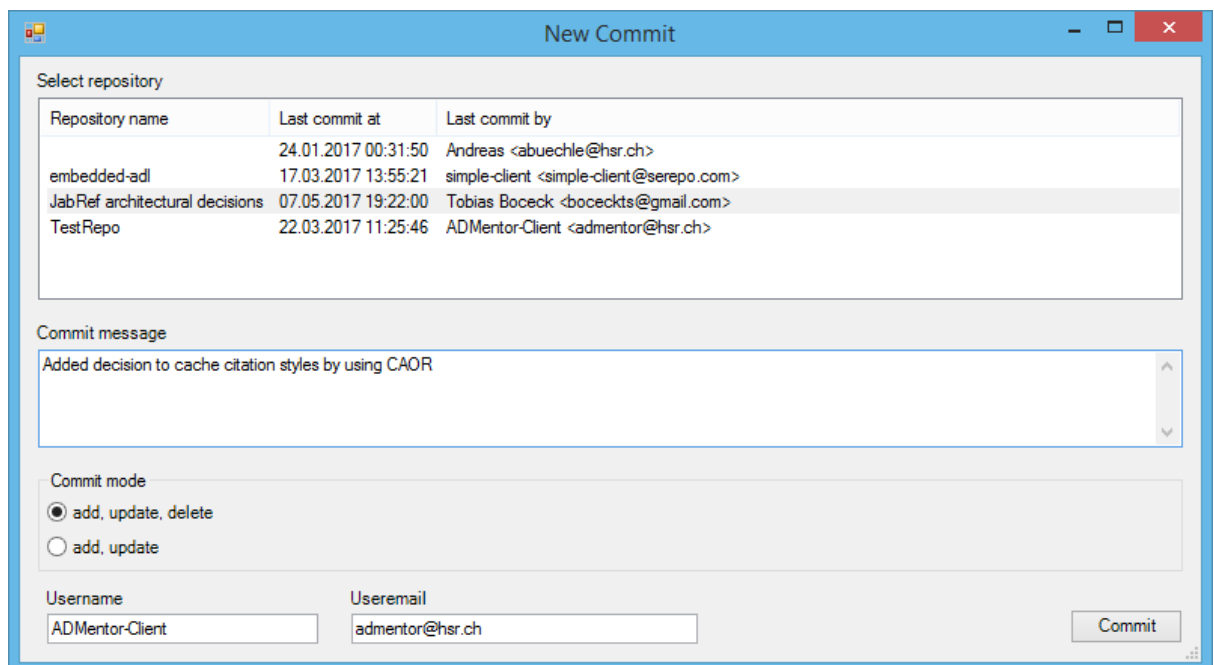 New Commit
Select repository
Repository name Last commit at Last commit by
24.01.2017 00:31:50 Andreas <abuechle@hsr.ch>
embedded-adl 17.03.2017 13:55:21 simple-client <simple-client@serepo.com>
JabRef architectural decisions 07.05.2017 19:22:00 Tobias Boceck <boceckts@gmail.com>
TestRepo 22.03.2017 11:25:46 ADMentor-Client <admentor@hsr.ch>
Commit message
Added decision to cache citation styles by using CAOR
Commit mode
add, update, delete
add, update
Username Useremail
ADMentor-Client admentor@hsr.ch Commit